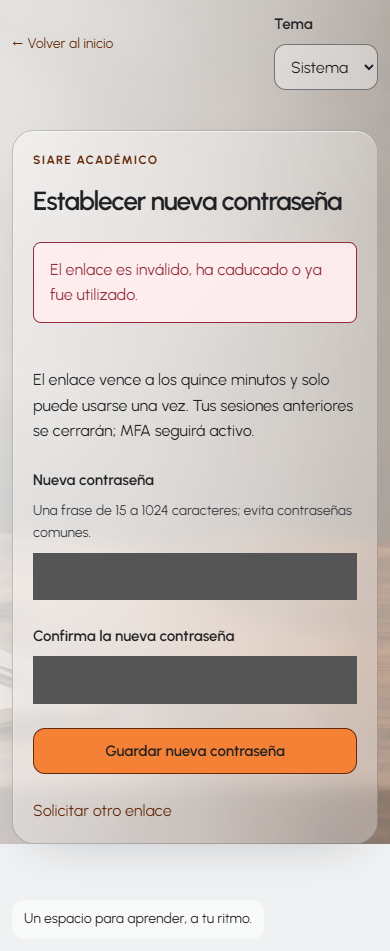 ← Volver al inicio
Tema
Sistema
SIARE ACADÉMICO
Establecer nueva contraseña
El enlace es inválido, ha caducado o ya
fue utilizado.
El enlace vence a los quince minutos y solo
puede usarse una vez. Tus sesiones anteriores
se cerrarán; MFA seguirá activo.
Nueva contraseña
Una frase de 15 a 1024 caracteres; evita contraseñas
comunes.
Confirma la nueva contraseña
Guardar nueva contraseña
Solicitar otro enlace
Un espacio para aprender, a tu ritmo.